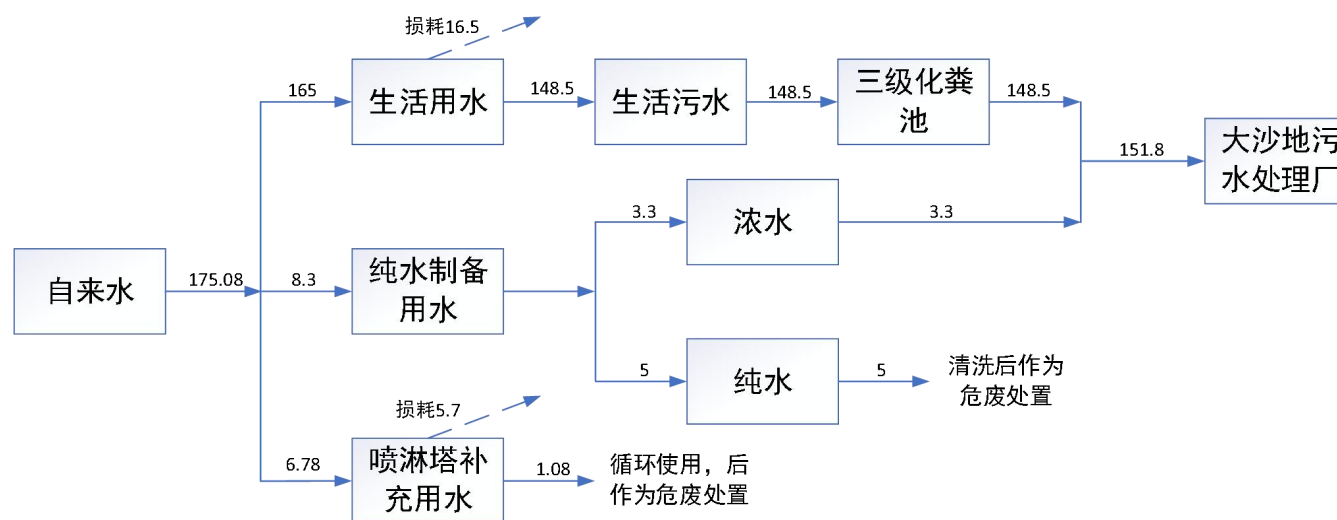 损耗16.5
165
生活用水
148.5
生活污水
148.5
三级化粪
池
148.5
151.8
大沙地污
水处理厂
自来水
175.08
8.3
纯水制备
用水
3.3
浓水
3.3
5
纯水
5
清洗后作为
危废处置
损耗5.7
6.78
喷淋塔补
充用水
1.08
循环使用，后
作为危废处置